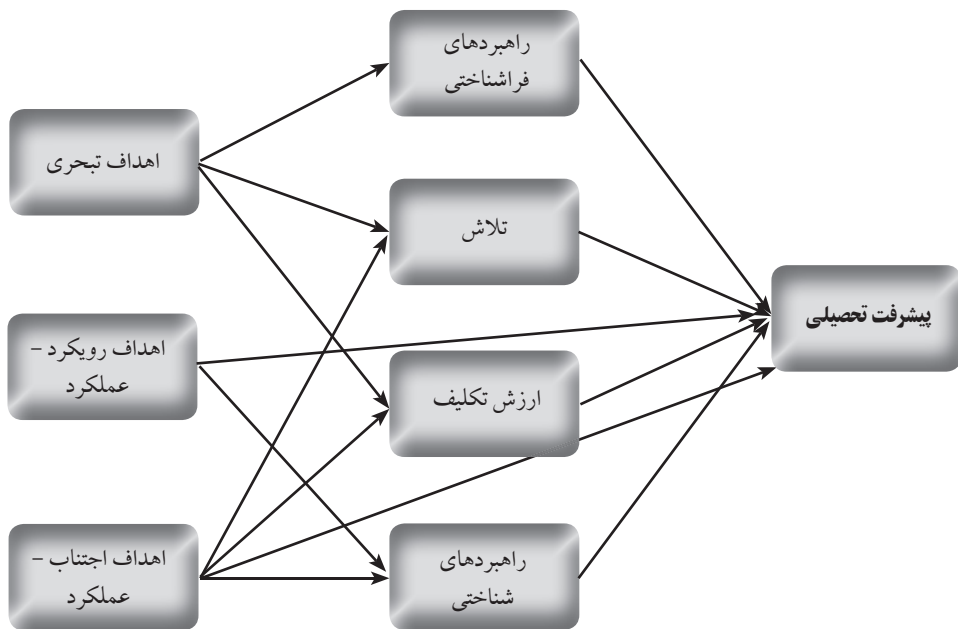 راهبردهای
فراشناختی
اهداف تبحری
تلاش
پیشرفت تحصیلی
اهداف رویکرد –
عملکرد
ارزش تکلیف
اهداف اجتناب –
عملکرد
راهبردهای
شناختی